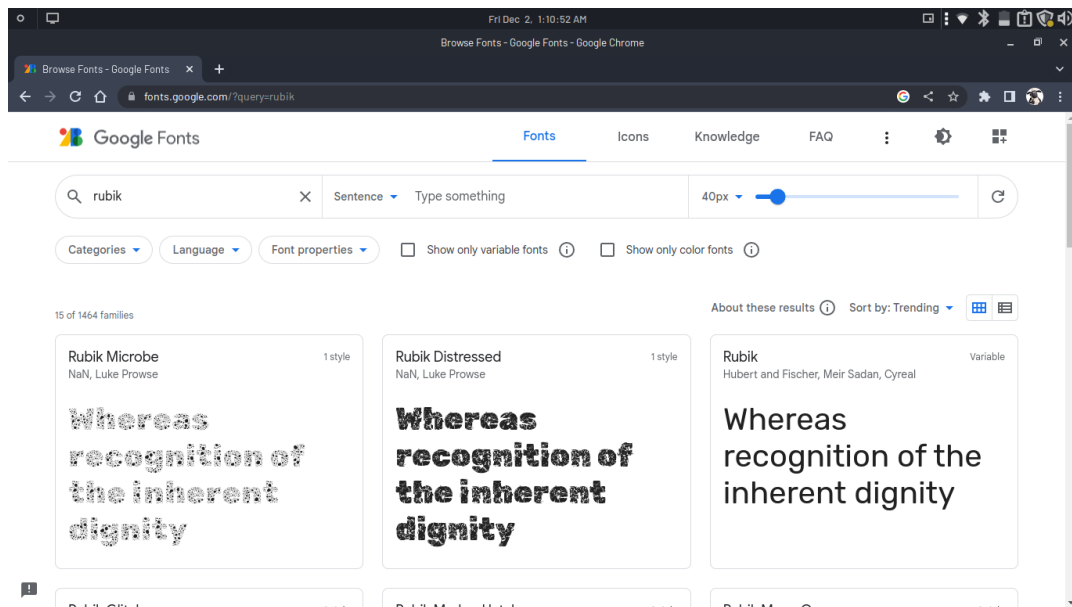 Fri Dec 2, 1:10:52 AM
Browse Fonts - Google Fonts - Google Chrome
Browse Fonts - Google Fonts
fonts.google.com/?query=rubik
Google Fonts
Fonts
Icons
Knowledge
FAQ
rubik
Sentence
Type something
40px
Categories
Language
Font properties
Show only variable fonts
Show only color fonts
15 of 1464 families
About these results
Sort by: Trending
Rubik Microbe
1 style
NaN, Luke Prowse
Whereas
recognition of
the inherent
dignity
Rubik Distressed
1 style
NaN, Luke Prowse
Whereas
recognition of
the inherent
dignity
Rubik
Variable
Hubert and Fischer, Meir Sadan, Cyreal
Whereas
recognition of the
inherent dignity